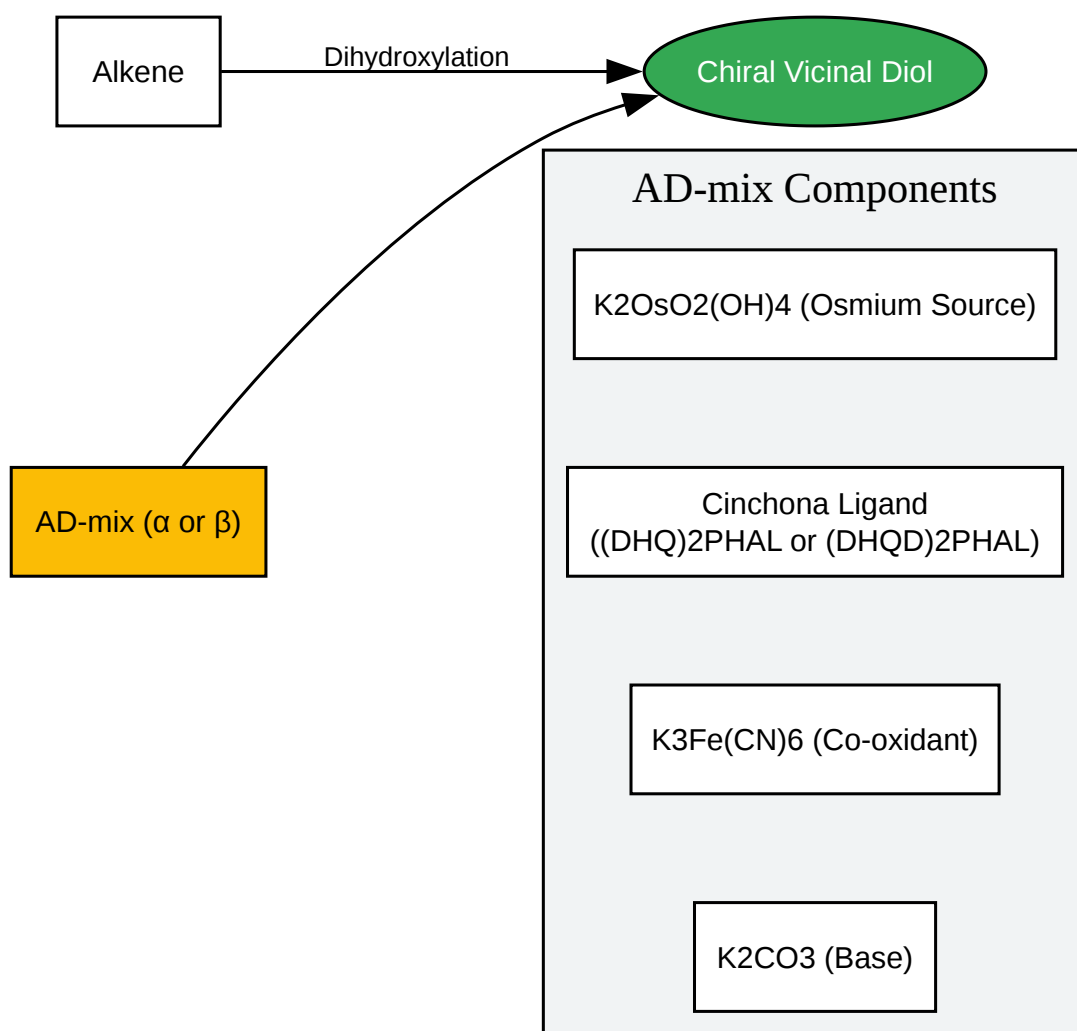 Alkene
Dihydroxylation
Chiral Vicinal Diol
AD-mix Components
K2OsO2(OH)4 (Osmium Source)
AD-mix (α or β)
Cinchona Ligand
((DHQ)2PHAL or (DHQD)2PHAL)
K3Fe(CN)6 (Co-oxidant)
K2CO3 (Base)